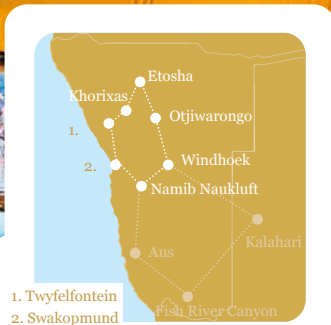 Etosha
Khorixas
Otjiwarongo
1.
2.
Windhoek
Namib Naukluft
Kalahari
Aus
Fish River Canyon
1. Twyfelfontein
2. Swakopmund